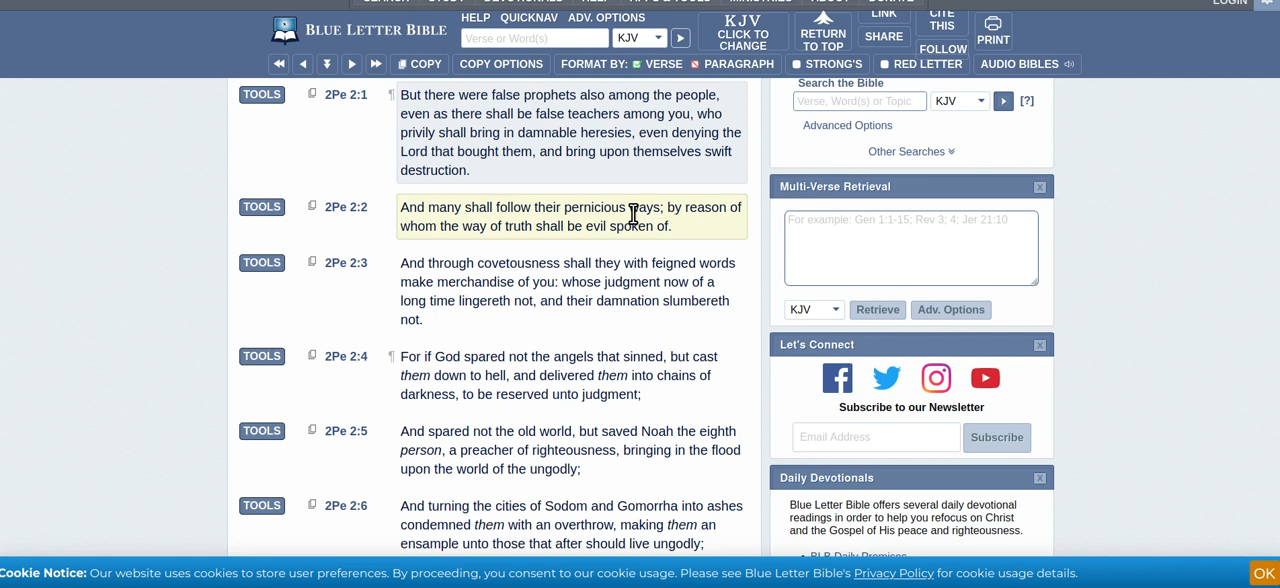 SEARCH STUDY DEVOTIONALS HELP APPS & TOOLS MINISTRIES ABOUT DONATE LOGIN
HELP QUICKNAV ADV. OPTIONS
BLUE LETTER BIBLE
Verse or Word(s) KJV
KJV
CLICK TO
CHANGE
RETURN
TO TOP
LINK
SHARE
CITE
THIS
FOLLOW
PRINT
COPY COPY OPTIONS FORMAT BY: VERSE PARAGRAPH STRONG'S RED LETTER AUDIO BIBLES
TOOLS 2Pe 2:1 ¶ But there were false prophets also among the people,
even as there shall be false teachers among you, who
privily shall bring in damnable heresies, even denying the
Lord that bought them, and bring upon themselves swift
destruction.
TOOLS 2Pe 2:2 And many shall follow their pernicious ways; by reason of
whom the way of truth shall be evil spoken of.
TOOLS 2Pe 2:3 And through covetousness shall they with feigned words
make merchandise of you: whose judgment now of a
long time lingereth not, and their damnation slumbereth
not.
TOOLS 2Pe 2:4 ¶ For if God spared not the angels that sinned, but cast
them down to hell, and delivered them into chains of
darkness, to be reserved unto judgment;
TOOLS 2Pe 2:5 And spared not the old world, but saved Noah the eighth
person, a preacher of righteousness, bringing in the flood
upon the world of the ungodly;
TOOLS 2Pe 2:6 And turning the cities of Sodom and Gomorrha into ashes
condemned them with an overthrow, making them an
ensample unto those that after should live ungodly;
Search the Bible
Verse, Word(s) or Topic KJV [?]
Advanced Options
Other Searches
Multi-Verse Retrieval X
For example: Gen 1:1-15; Rev 3; 4; Jer 21:10
KJV Retrieve Adv. Options
Let's Connect X
Subscribe to our Newsletter
Email Address Subscribe
Daily Devotionals X
Blue Letter Bible offers several daily devotional
readings in order to help you refocus on Christ
and the Gospel of His peace and righteousness.
• BLB Daily Promises
Cookie Notice: Our website uses cookies to store user preferences. By proceeding, you consent to our cookie usage. Please see Blue Letter Bible's Privacy Policy for cookie usage details. OK